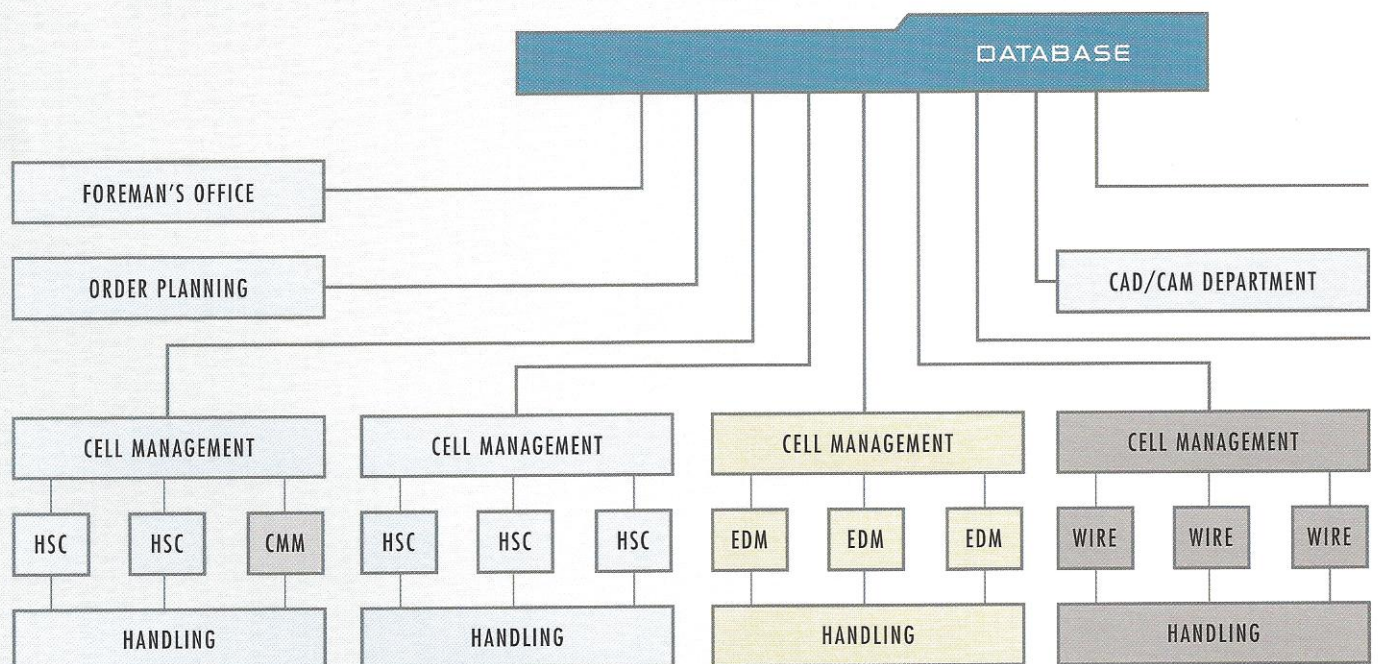 DATABASE
FOREMAN'S OFFICE
ORDER PLANNING
CAD/CAM DEPARTMENT
CELL MANAGEMENT
CELL MANAGEMENT
CELL MANAGEMENT
CELL MANAGEMENT
HSC
HSC
CMM
HSC
HSC
HSC
EDM
EDM
EDM
WIRE
WIRE
WIRE
HANDLING
HANDLING
HANDLING
HANDLING